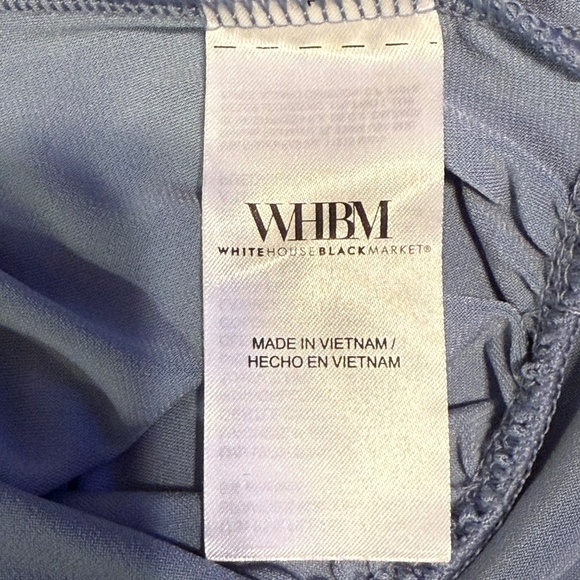 WHBM
WHITEHOUSEBLACKMARKET®
MADE IN VIETNAM /
HECHO EN VIETNAM